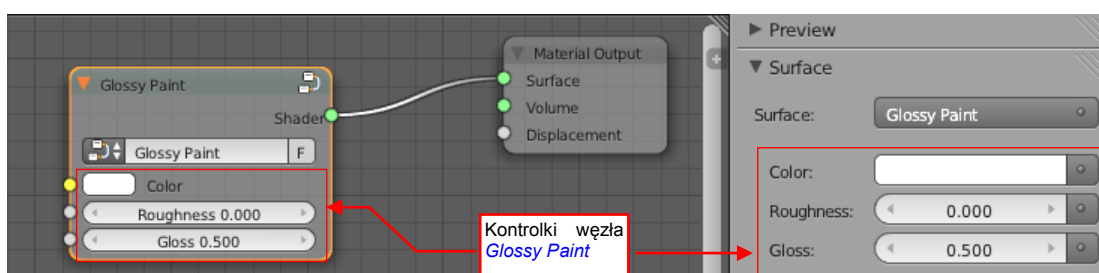 Glossy Paint
Shader
Glossy Paint F
Color
Roughness 0.000
Gloss 0.500
Material Output
Surface
Volume
Displacement
Kontrolki węzła
Glossy Paint
Preview
Surface
Surface: Glossy Paint
Color:
Roughness: 0.000
Gloss: 0.500